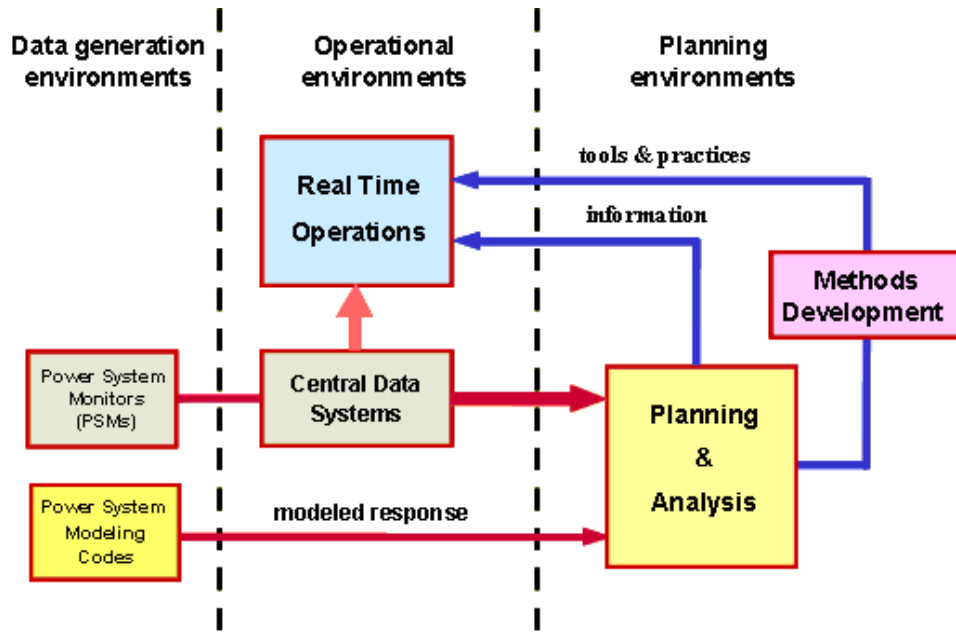 Data generation
environments
Operational
environments
Planning
environments
tools & practices
Real Time
Operations
information
Methods
Development
Power System
Monitors
(PSMs)
Central Data
Systems
Planning
&
Analysis
Power System
Modeling
Codes
modeled response